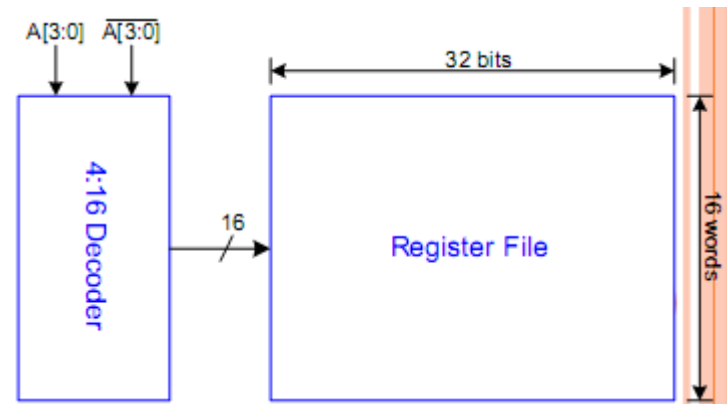 A[3:0] A̅[̅3̅:̅0̅]̅
32 bits
4:16 Decoder
16
Register File
16 words